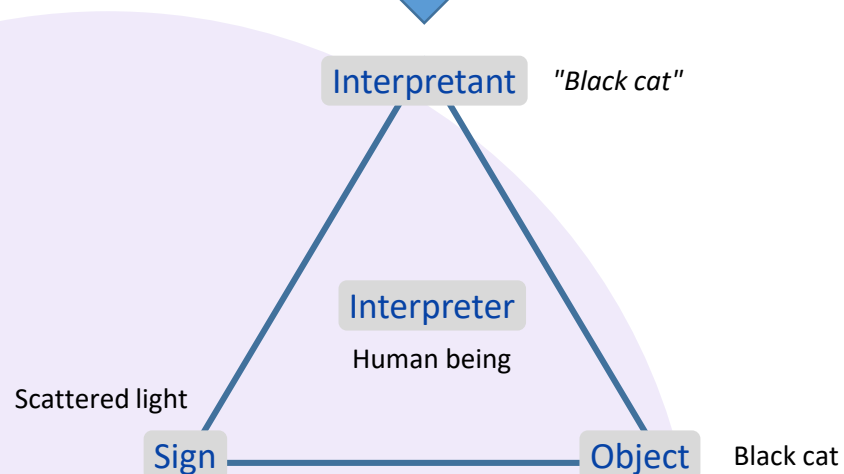 Interpretant "Black cat"
Interpreter
Human being
Scattered light
Sign Object Black cat